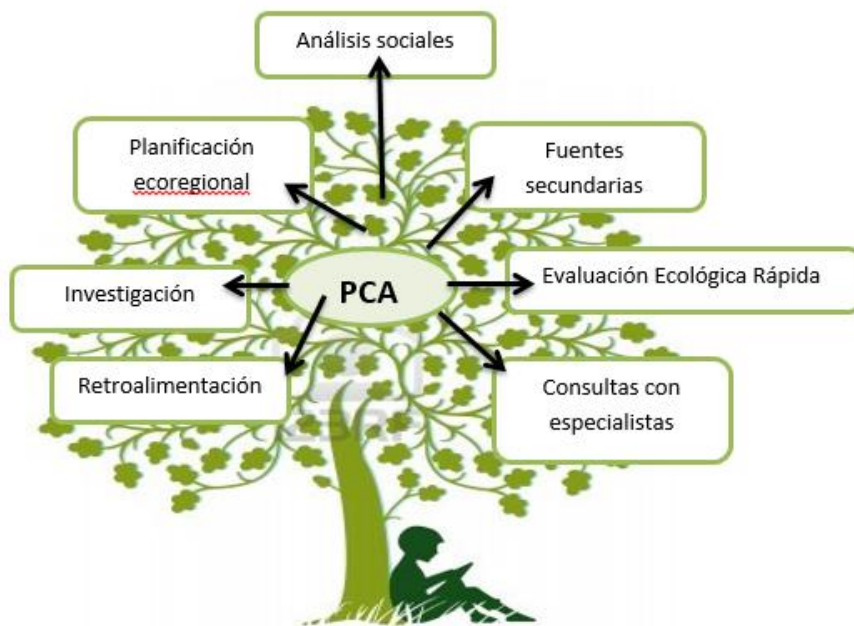 Análisis sociales
Planificación
ecoregional
Fuentes
secundarias
Investigación
PCA
Evaluación Ecológica Rápida
Retroalimentación
Consultas con
especialistas